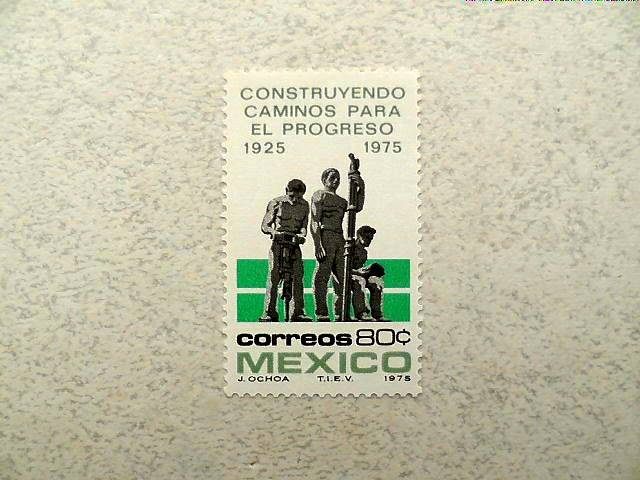 CONSTRUYENDO
CAMINOS PARA
EL PROGRESO
1925 1975
correos 80¢
MEXICO
J. OCHOA T.I.E.V. 1975